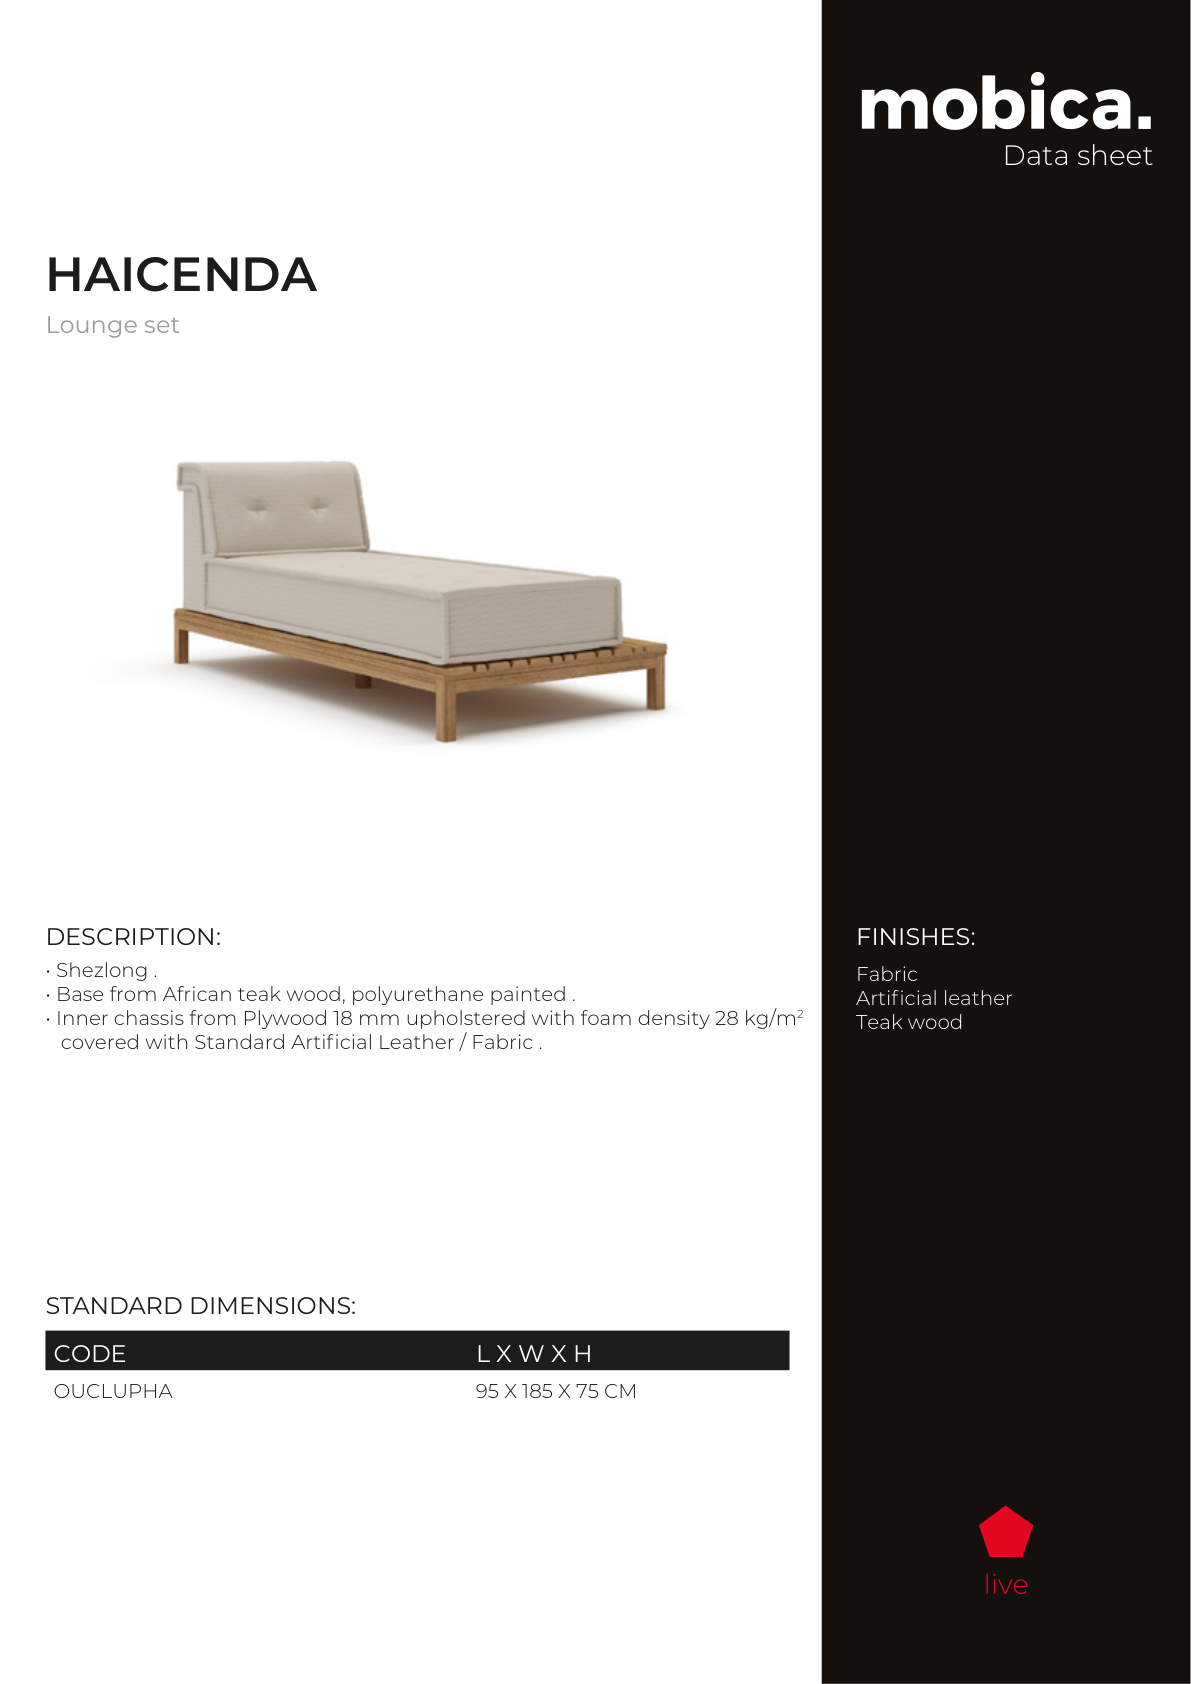 mobica.
Data sheet
HAICENDA
Lounge set
DESCRIPTION:
• Shezlong .
• Base from African teak wood, polyurethane painted .
• Inner chassis from Plywood 18 mm upholstered with foam density 28 kg/m²
covered with Standard Artificial Leather / Fabric .
FINISHES:
Fabric
Artificial leather
Teak wood
STANDARD DIMENSIONS:
CODE L X W X H
OUCLUPHA 95 X 185 X 75 CM
live